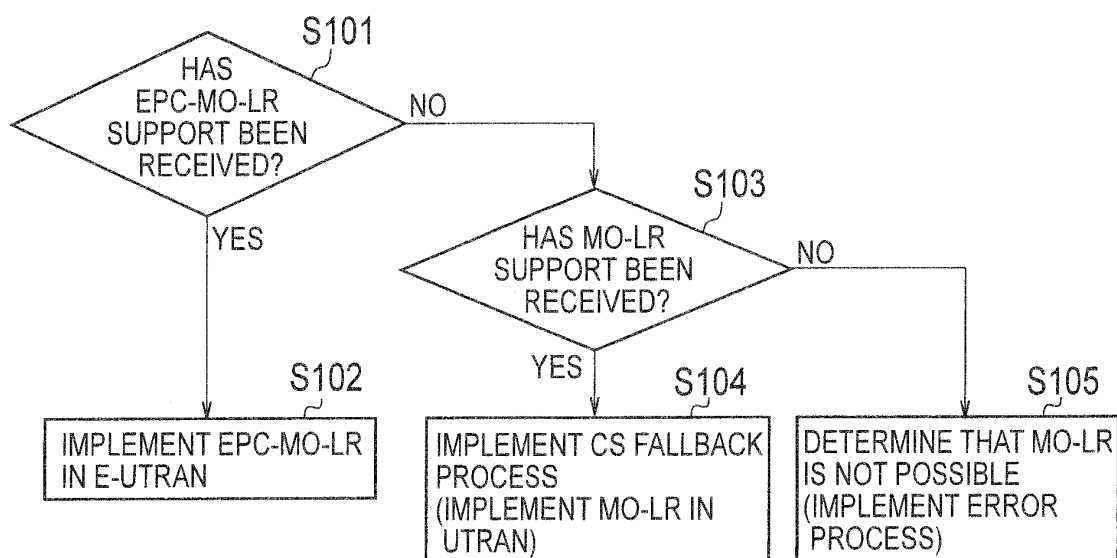 S101
HAS
EPC-MO-LR
SUPPORT BEEN
RECEIVED?
NO
YES
S103
HAS MO-LR
SUPPORT BEEN
RECEIVED?
NO
YES
S102
IMPLEMENT EPC-MO-LR
IN E-UTRAN
S104
IMPLEMENT CS FALLBACK
PROCESS
(IMPLEMENT MO-LR IN
UTRAN)
S105
DETERMINE THAT MO-LR
IS NOT POSSIBLE
(IMPLEMENT ERROR
PROCESS)